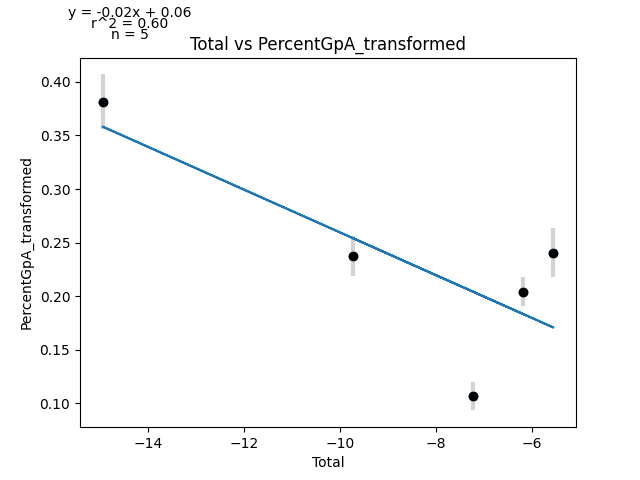 y = -0.02x + 0.06
r^2 = 0.60
n = 5
Total vs PercentGpA_transformed
PercentGpA_transformed
0.40
0.35
0.30
0.25
0.20
0.15
0.10
−14
−12
−10
−8
−6
Total